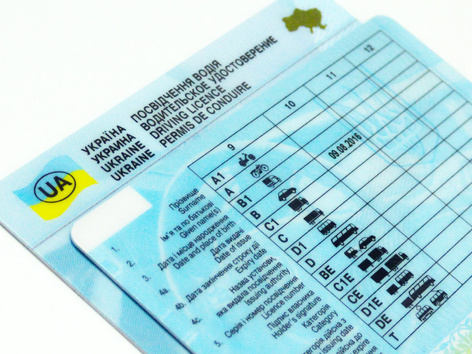 УКРАЇНА ПОСВІДЧЕННЯ ВОДІЯ
УКРАИНА ВОДИТЕЛЬСКОЕ УДОСТОВЕРЕНИЕ
UKRAINE DRIVING LICENCE
UKRAINE PERMIS DE CONDUIRE
UA
9 10 11 12
A1
A
B1
B 09.08.2016
C1
C
D1
D
BE
C1E
CE
D1E
DE
T
1. Прізвище
Surname
2. Ім'я та по батькові
Given name(s)
3. Дата і місце народження
Date and place of birth
4a. Дата видачі
Date of issue
4b. Дата закінчення строку дії
Expiry date
4c. Назва установи,
яка видала посвідчення
Issuing authority
5. Серія і номер посвідчення
Licence number
Підпис власника
Holder's signature
Категорія
Category
Категорія дійсна з
Issuing date